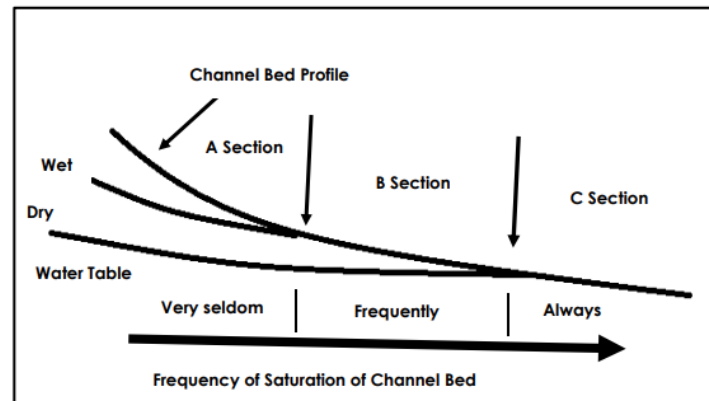 Channel Bed Profile
A Section
Wet
B Section
C Section
Dry
Water Table
Very seldom
Frequently
Always
Frequency of Saturation of Channel Bed